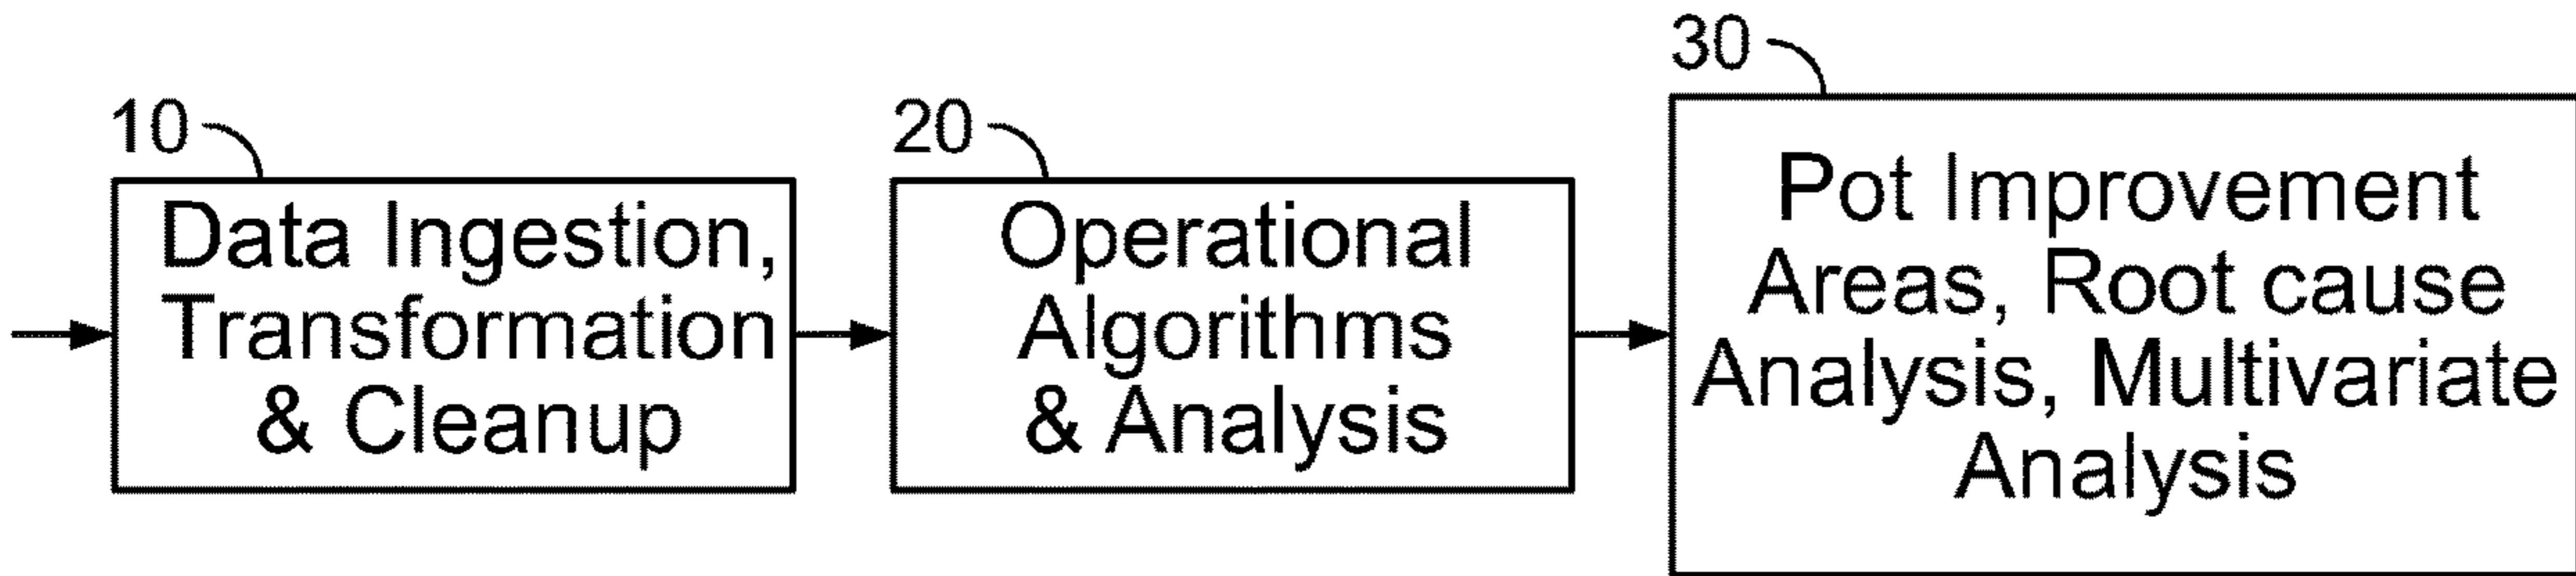 10
Data Ingestion,
Transformation
& Cleanup
20
Operational
Algorithms
& Analysis
30
Pot Improvement
Areas, Root cause
Analysis, Multivariate
Analysis